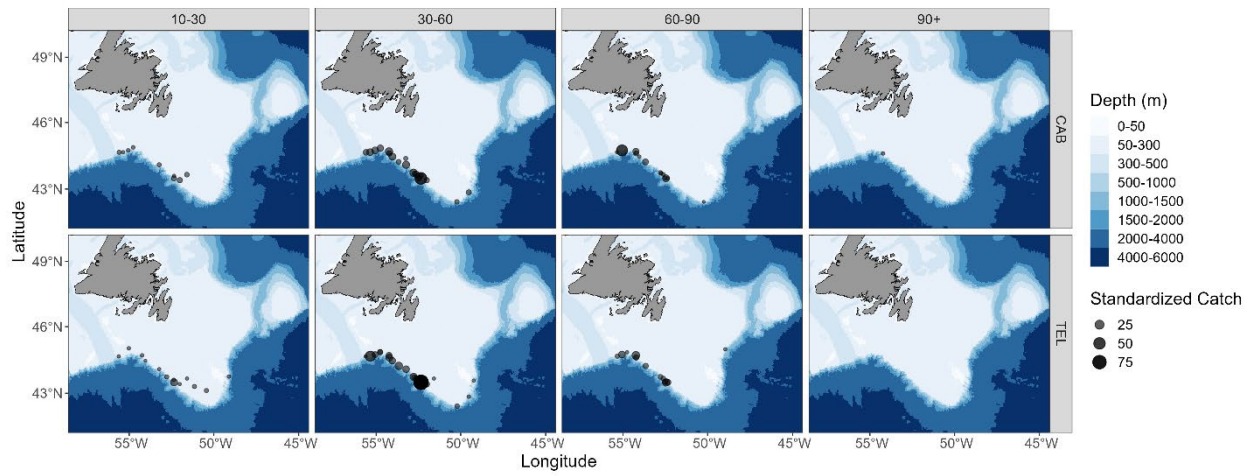 10-30 30-60 60-90 90+
49°N
46°N
43°N
CAB
49°N
46°N
43°N
TEL
55°W 50°W 45°W 55°W 50°W 45°W 55°W 50°W 45°W 55°W 50°W 45°W
Latitude
Longitude
Depth (m)
0-50
50-300
300-500
500-1000
1000-1500
1500-2000
2000-4000
4000-6000
Standardized Catch
25
50
75